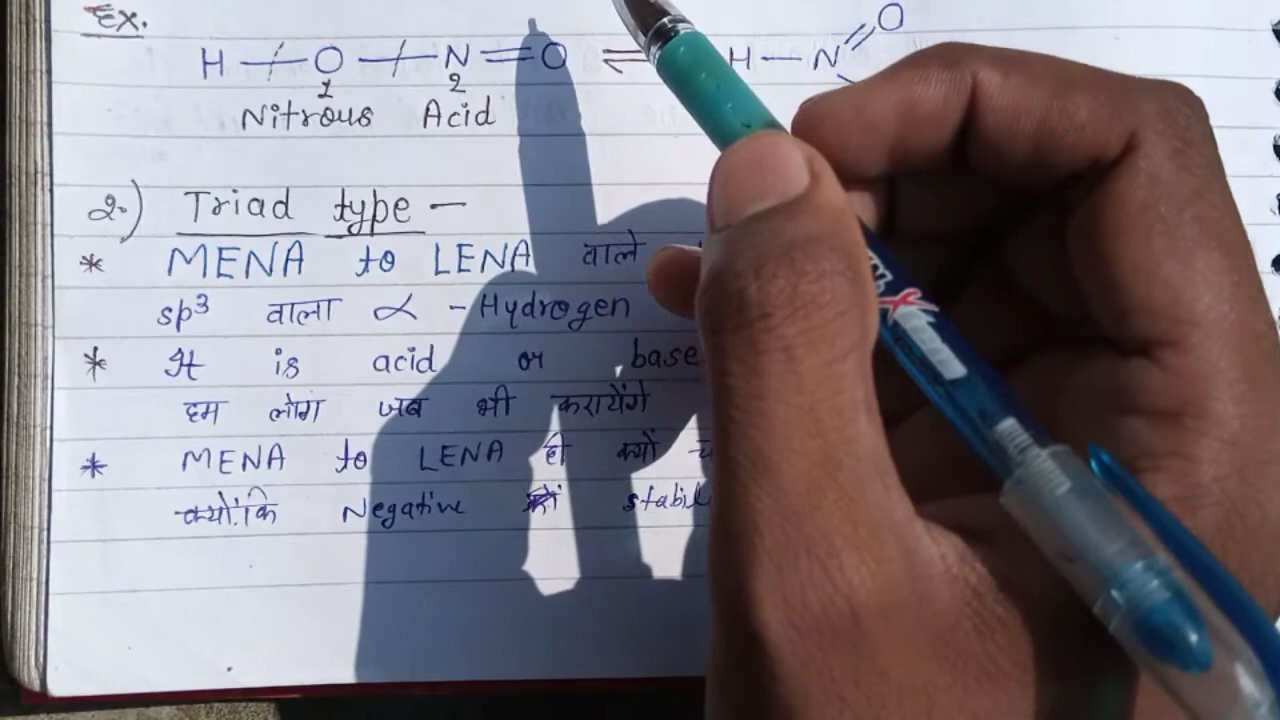 Ex.
H — O — N = O ⇌ H — N = O
1 2
Nitrous Acid
2.) Triad type —
* MENA to LENA वाले
sp³ वाला α - Hydrogen
* It is acid or base
हम लोग जब भी करायेंगे
* MENA to LENA ही क्यों
क्योंकि Negative